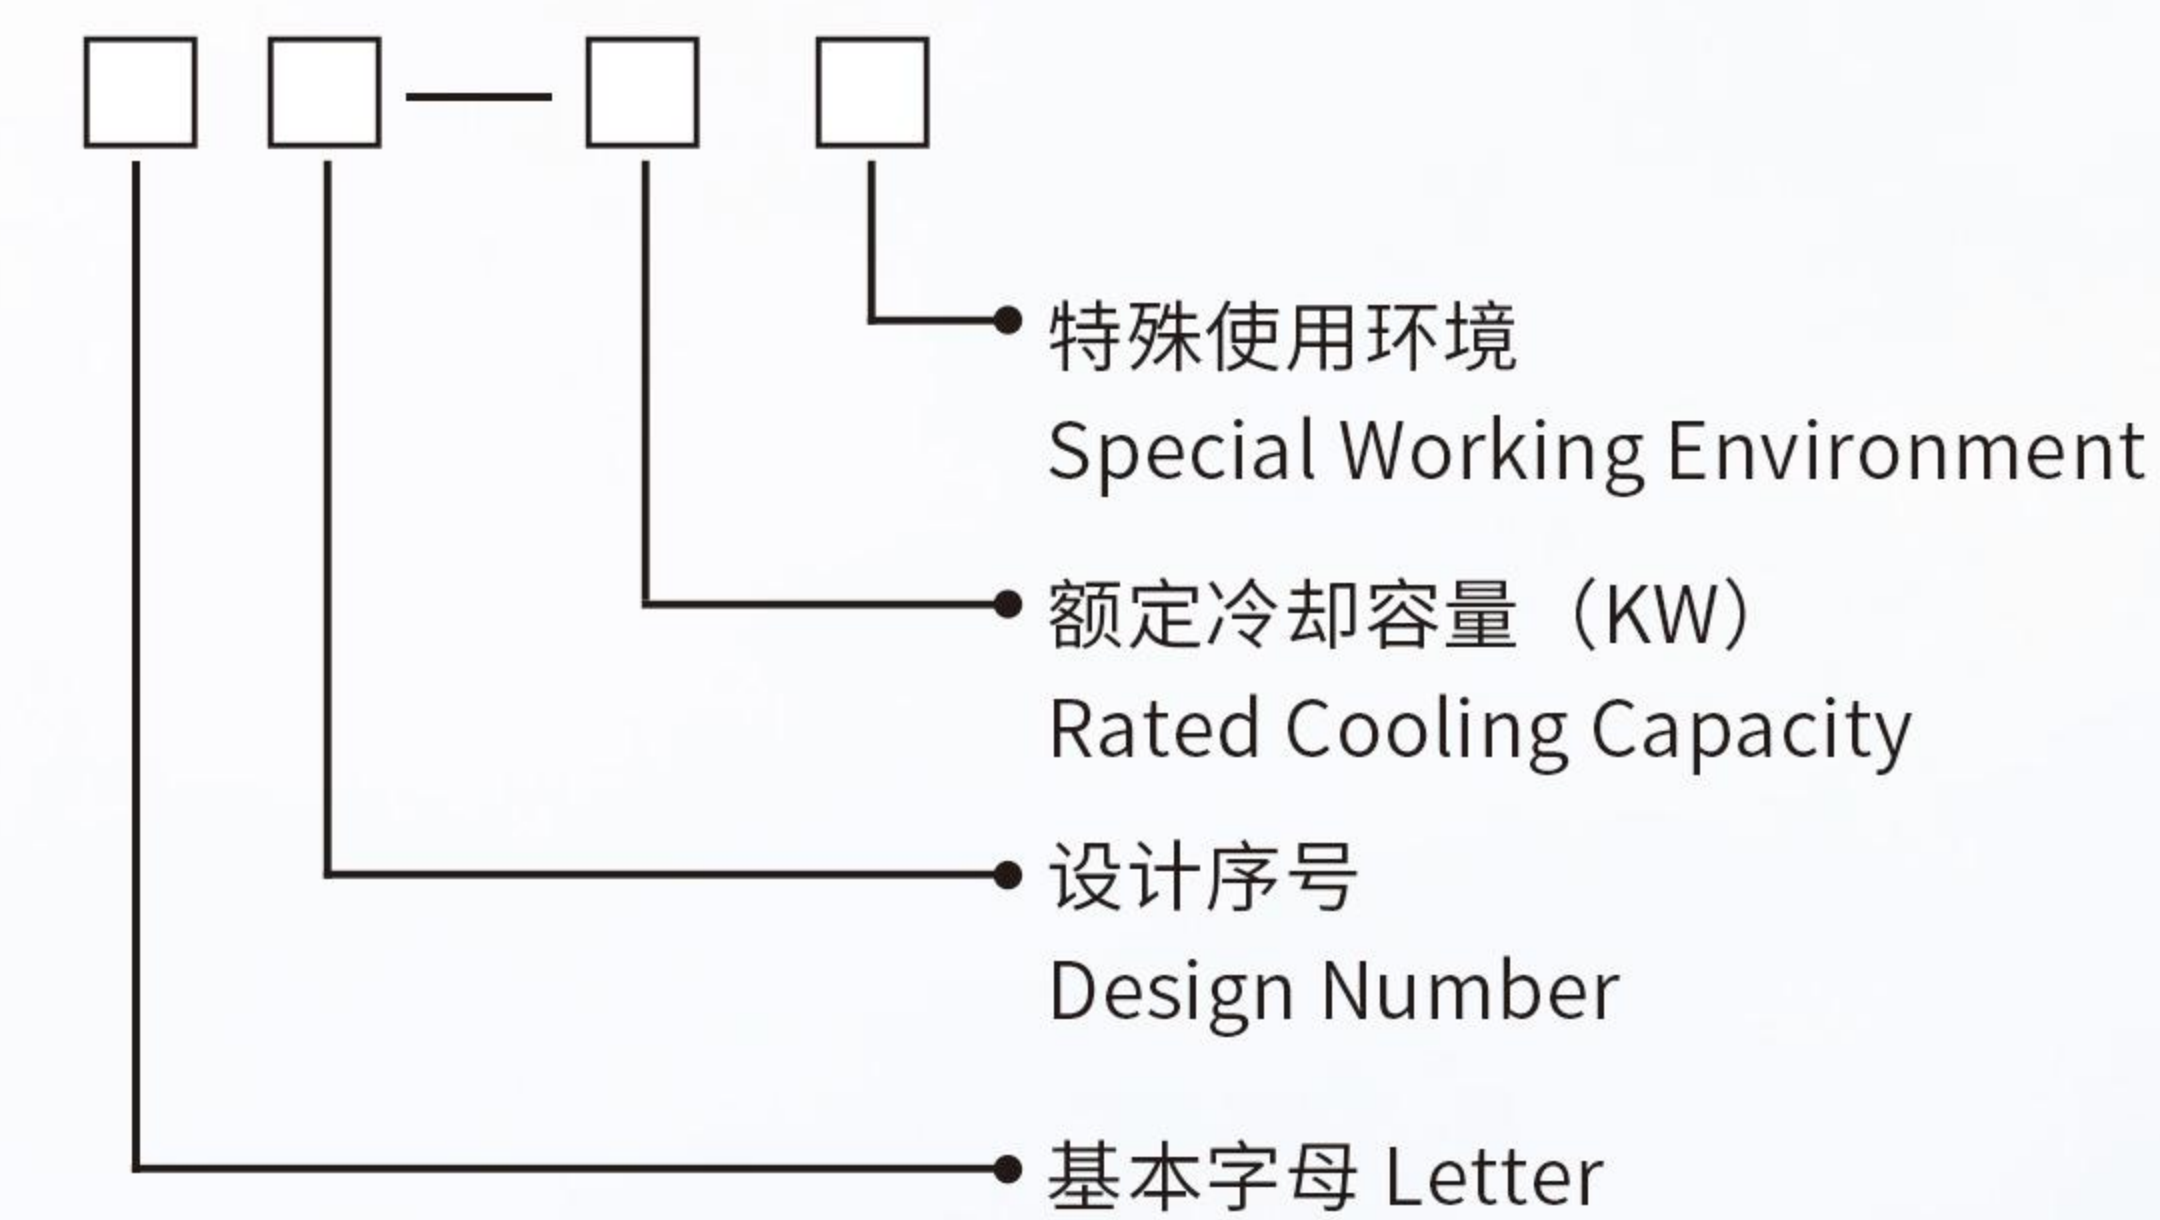 特殊使用环境
Special Working Environment
额定冷却容量（KW）
Rated Cooling Capacity
设计序号
Design Number
基本字母 Letter